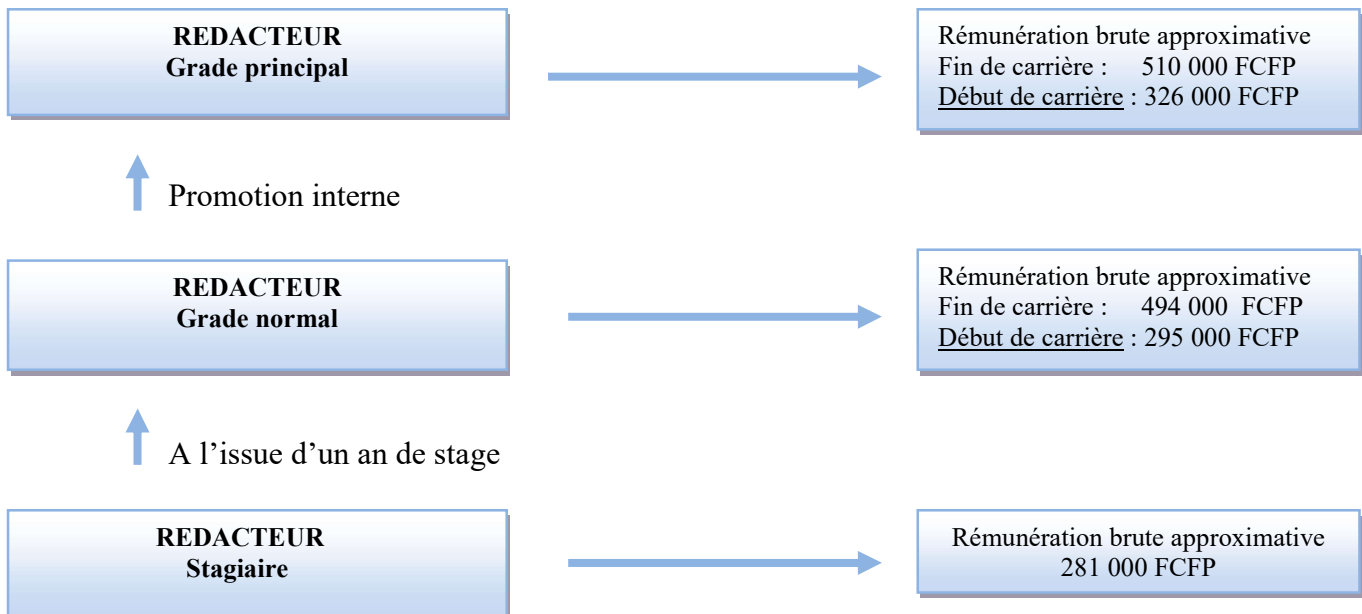 REDACTEUR
Grade principal
Rémunération brute approximative
Fin de carrière : 510 000 FCFP
Début de carrière : 326 000 FCFP
Promotion interne
REDACTEUR
Grade normal
Rémunération brute approximative
Fin de carrière : 494 000 FCFP
Début de carrière : 295 000 FCFP
A l’issue d’un an de stage
REDACTEUR
Stagiaire
Rémunération brute approximative
281 000 FCFP